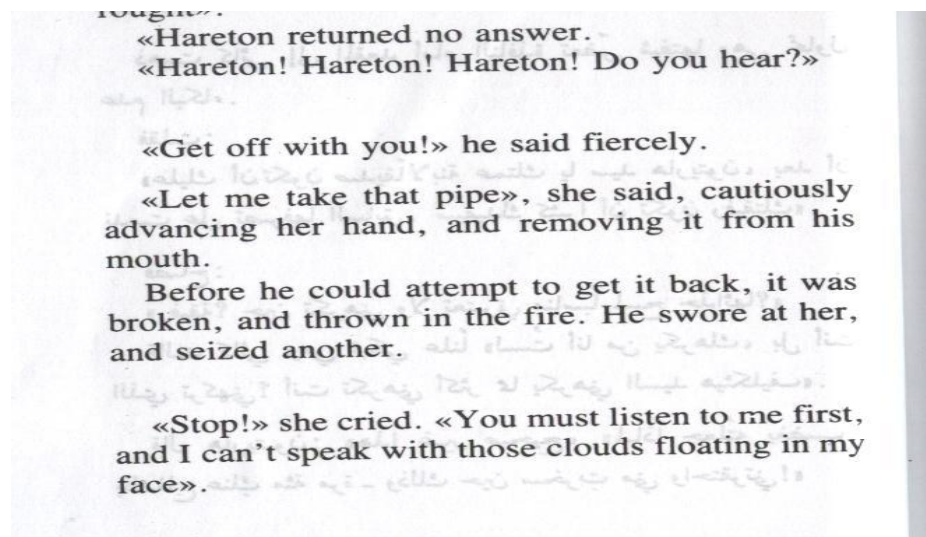 «Hareton returned no answer.
«Hareton! Hareton! Hareton! Do you hear?»
«Get off with you!» he said fiercely.
«Let me take that pipe», she said, cautiously
advancing her hand, and removing it from his
mouth.
Before he could attempt to get it back, it was
broken, and thrown in the fire. He swore at her,
and seized another.
«Stop!» she cried. «You must listen to me first,
and I can't speak with those clouds floating in my
face».